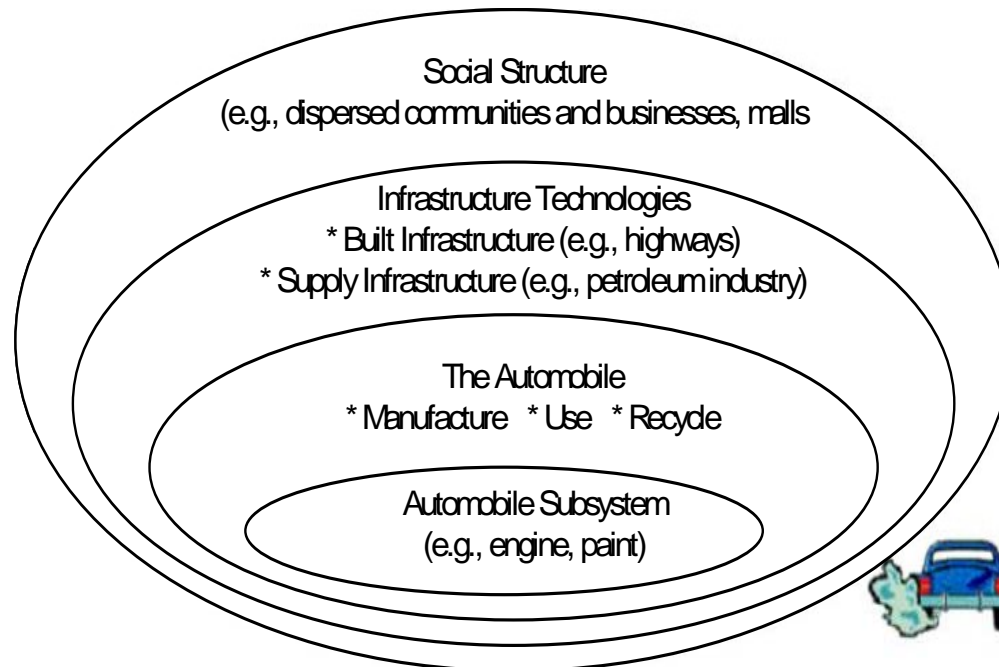 Social Structure
(e.g., dispersed communities and businesses, malls
Infrastructure Technologies
* Built Infrastructure (e.g., highways)
* Supply Infrastructure (e.g., petroleum industry)
The Automobile
* Manufacture * Use * Recycle
Automobile Subsystem
(e.g., engine, paint)